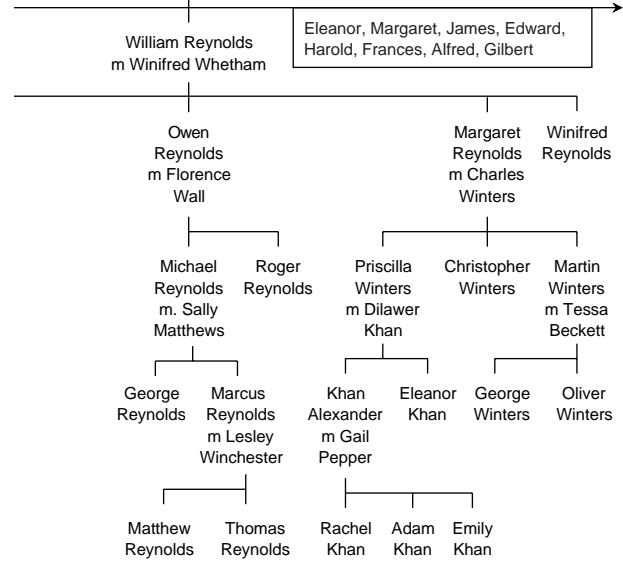 Eleanor, Margaret, James, Edward,
Harold, Frances, Alfred, Gilbert
William Reynolds
m Winifred Whetham
Owen
Reynolds
m Florence
Wall
Margaret
Reynolds
m Charles
Winters
Winifred
Reynolds
Michael
Reynolds
m. Sally
Matthews
Roger
Reynolds
Priscilla
Winters
m Dilawer
Khan
Christopher
Winters
Martin
Winters
m Tessa
Beckett
George
Reynolds
Marcus
Reynolds
m Lesley
Winchester
Khan
Alexander
m Gail
Pepper
Eleanor
Khan
George
Winters
Oliver
Winters
Matthew
Reynolds
Thomas
Reynolds
Rachel
Khan
Adam
Khan
Emily
Khan